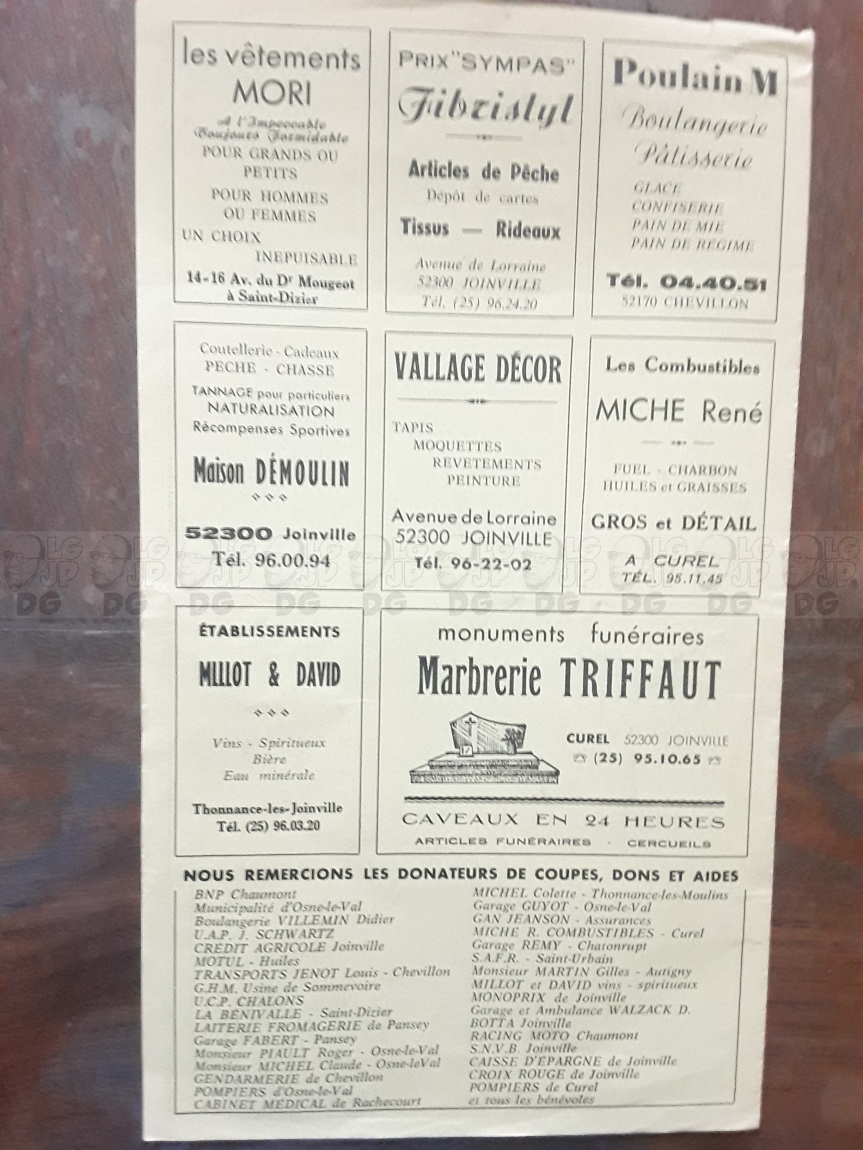 les vêtements
MORI
A l'Impeccable
Toujours Formidable
POUR GRANDS OU
PETITS
POUR HOMMES
OU FEMMES
UN CHOIX
INEPUISABLE
14-16 Av. du Dr Mougeot
à Saint-Dizier
PRIX "SYMPAS"
Fibristyl
Articles de Pêche
Depôt de cartes
Tissus — Rideaux
Avenue de Lorraine
52300 JOINVILLE
Tél. (25) 96.24.20
Poulain M
Boulangerie
Pâtisserie
GLACE
CONFISERIE
PAIN DE MIE
PAIN DE REGIME
Tél. 04.40.51
52170 CHEVILLON
Coutellerie - Cadeaux
PECHE - CHASSE
TANNAGE pour particuliers
NATURALISATION
Récompenses Sportives
Maison DÉMOULIN
52300 Joinville
Tél. 96.00.94
VALLAGE DÉCOR
TAPIS
MOQUETTES
REVETEMENTS
PEINTURE
Avenue de Lorraine
52300 JOINVILLE
Tél. 96-22-02
Les Combustibles
MICHE René
FUEL - CHARBON
HUILES et GRAISSES
GROS et DÉTAIL
A CUREL
TÉL. 95.11.45
ÉTABLISSEMENTS
MILLOT & DAVID
Vins - Spiritueux
Bière
Eau minérale
Thonnance-les-Joinville
Tél. (25) 96.03.20
monuments funéraires
Marbrerie TRIFFAUT
CUREL 52300 JOINVILLE
(25) 95.10.65
CAVEAUX EN 24 HEURES
ARTICLES FUNÉRAIRES - CERCUEILS
NOUS REMERCIONS LES DONATEURS DE COUPES, DONS ET AIDES
BNP Chaumont
Municipalité d'Osne-le-Val
Boulangerie VILLEMIN Didier
U.A.P. J. SCHWARTZ
CREDIT AGRICOLE Joinville
MOTUL - Huiles
TRANSPORTS JENOT Louis - Chevillon
G.H.M. Usine de Sommevoire
U.C.P. CHALONS
LA BÉNIVALLE - Saint-Dizier
LAITERIE FROMAGERIE de Pansey
Garage FABERT - Pansey
Monsieur PIAULT Roger - Osne-le-Val
Monsieur MICHEL Claude - Osne-leVal
GENDARMERIE de Chevillon
POMPIERS d'Osne-le-Val
CABINET MÉDICAL de Rachecourt
MICHEL Colette - Thonnance-les-Moulins
Garage GUYOT - Osne-le-Val
GAN JEANSON - Assurances
MICHE R. COMBUSTIBLES - Curel
Garage REMY - Chatonrupt
S.A.F.R. - Saint-Urbain
Monsieur MARTIN Gilles - Autigny
MILLOT et DAVID vins - spiritueux
MONOPRIX de Joinville
Garage et Ambulance WALZACK D.
BOTTA Joinville
RACING MOTO Chaumont
S.N.V.B. Joinville
CAISSE D'ÉPARGNE de Joinville
CROIX ROUGE de Joinville
POMPIERS de Curel
et tous les bénévoles
LG
JP
DG